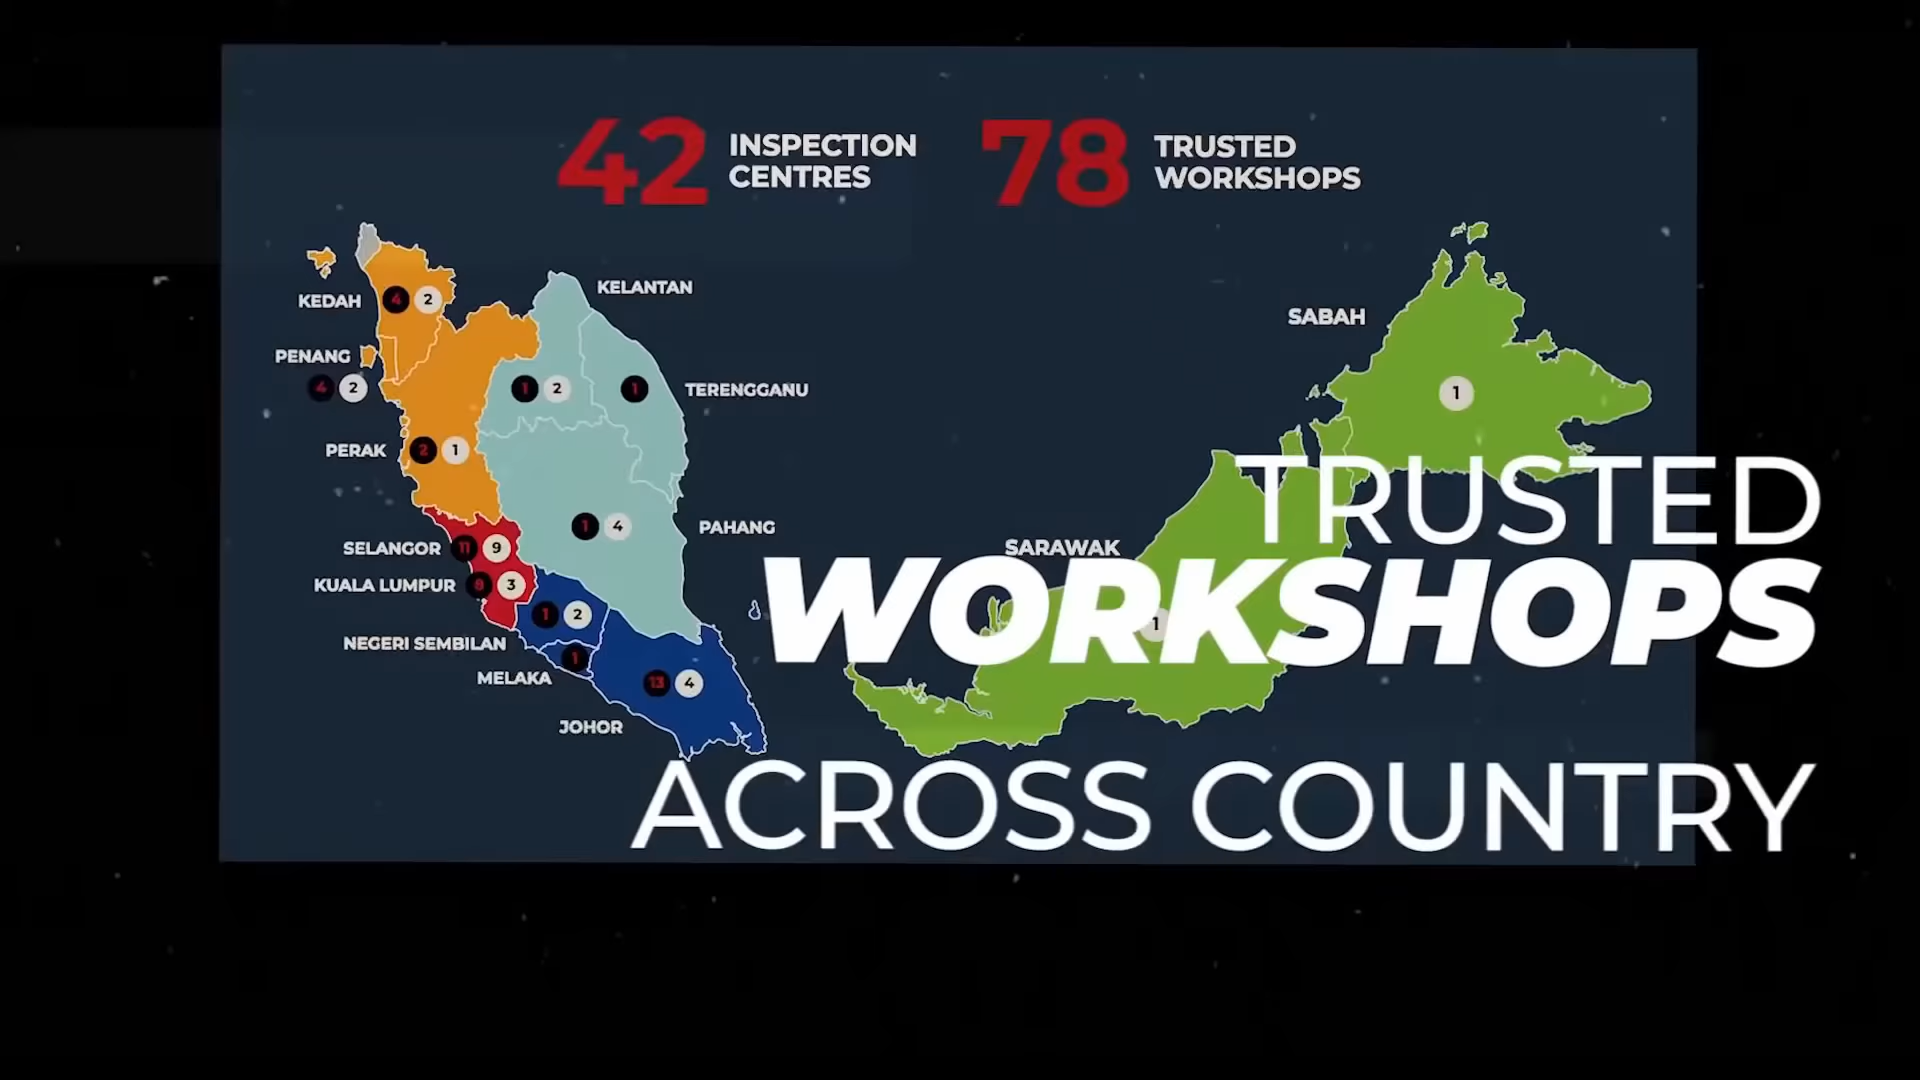 42 INSPECTION CENTRES
78 TRUSTED WORKSHOPS
KELANTAN
KEDAH 4 2
SABAH
PENANG
4 2
1 2
1 TERENGGANU
1
PERAK 2 1
1 4 PAHANG
SELANGOR 11 9
SARAWAK
KUALA LUMPUR 8 3
1 2
1
NEGERI SEMBILAN
MELAKA 1
13 4
JOHOR
TRUSTED
WORKSHOPS
ACROSS COUNTRY